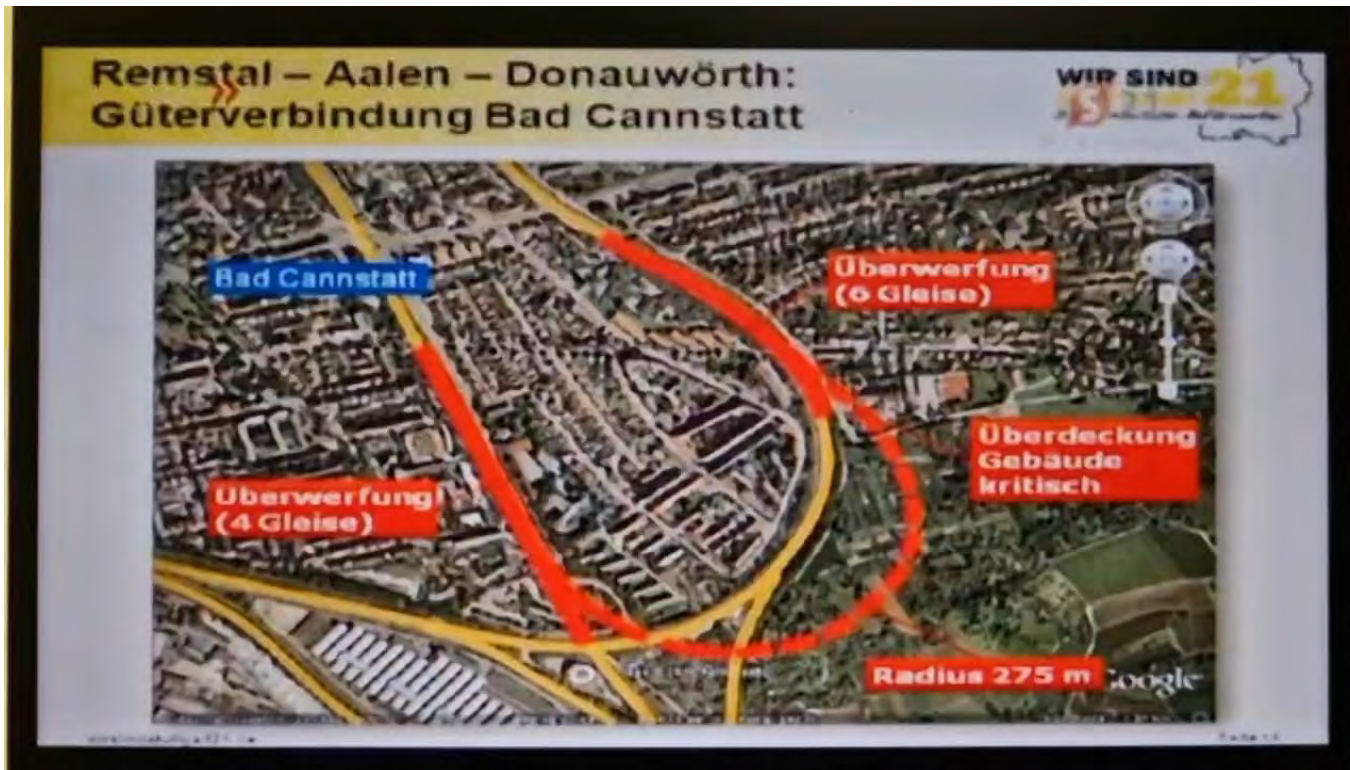 Remstal – Aalen – Donauwörth:
Güterverbindung Bad Cannstatt
WIR SIND
21
Bad Cannstatt
Überwerfung
(6 Gleise)
Überdeckung
Gebäude
kritisch
Überwerfung
(4 Gleise)
Radius 275 m
Google